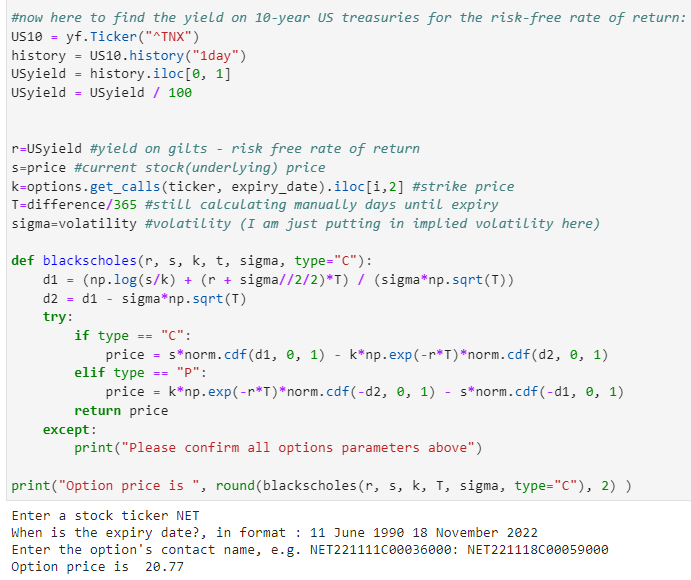 #now here to find the yield on 10-year US treasuries for the risk-free rate of return:
US10 = yf.Ticker("^TNX")
history = US10.history("1day")
USyield = history.iloc[0, 1]
USyield = USyield / 100
r=USyield #yield on gilts - risk free rate of return
s=price #current stock(underlying) price
k=options.get_calls(ticker, expiry_date).iloc[i,2] #strike price
T=difference/365 #still calculating manually days until expiry
sigma=volatility #volatility (I am just putting in implied volatility here)
def blackscholes(r, s, k, t, sigma, type="C"):
    d1 = (np.log(s/k) + (r + sigma//2/2)*T) / (sigma*np.sqrt(T))
    d2 = d1 - sigma*np.sqrt(T)
    try:
        if type == "C":
            price = s*norm.cdf(d1, 0, 1) - k*np.exp(-r*T)*norm.cdf(d2, 0, 1)
        elif type == "P":
            price = k*np.exp(-r*T)*norm.cdf(-d2, 0, 1) - s*norm.cdf(-d1, 0, 1)
        return price
    except:
        print("Please confirm all options parameters above")
print("Option price is ", round(blackscholes(r, s, k, T, sigma, type="C"), 2) )
Enter a stock ticker NET
When is the expiry date?, in format : 11 June 1990 18 November 2022
Enter the option's contact name, e.g. NET221111C00036000: NET221118C00059000
Option price is  20.77